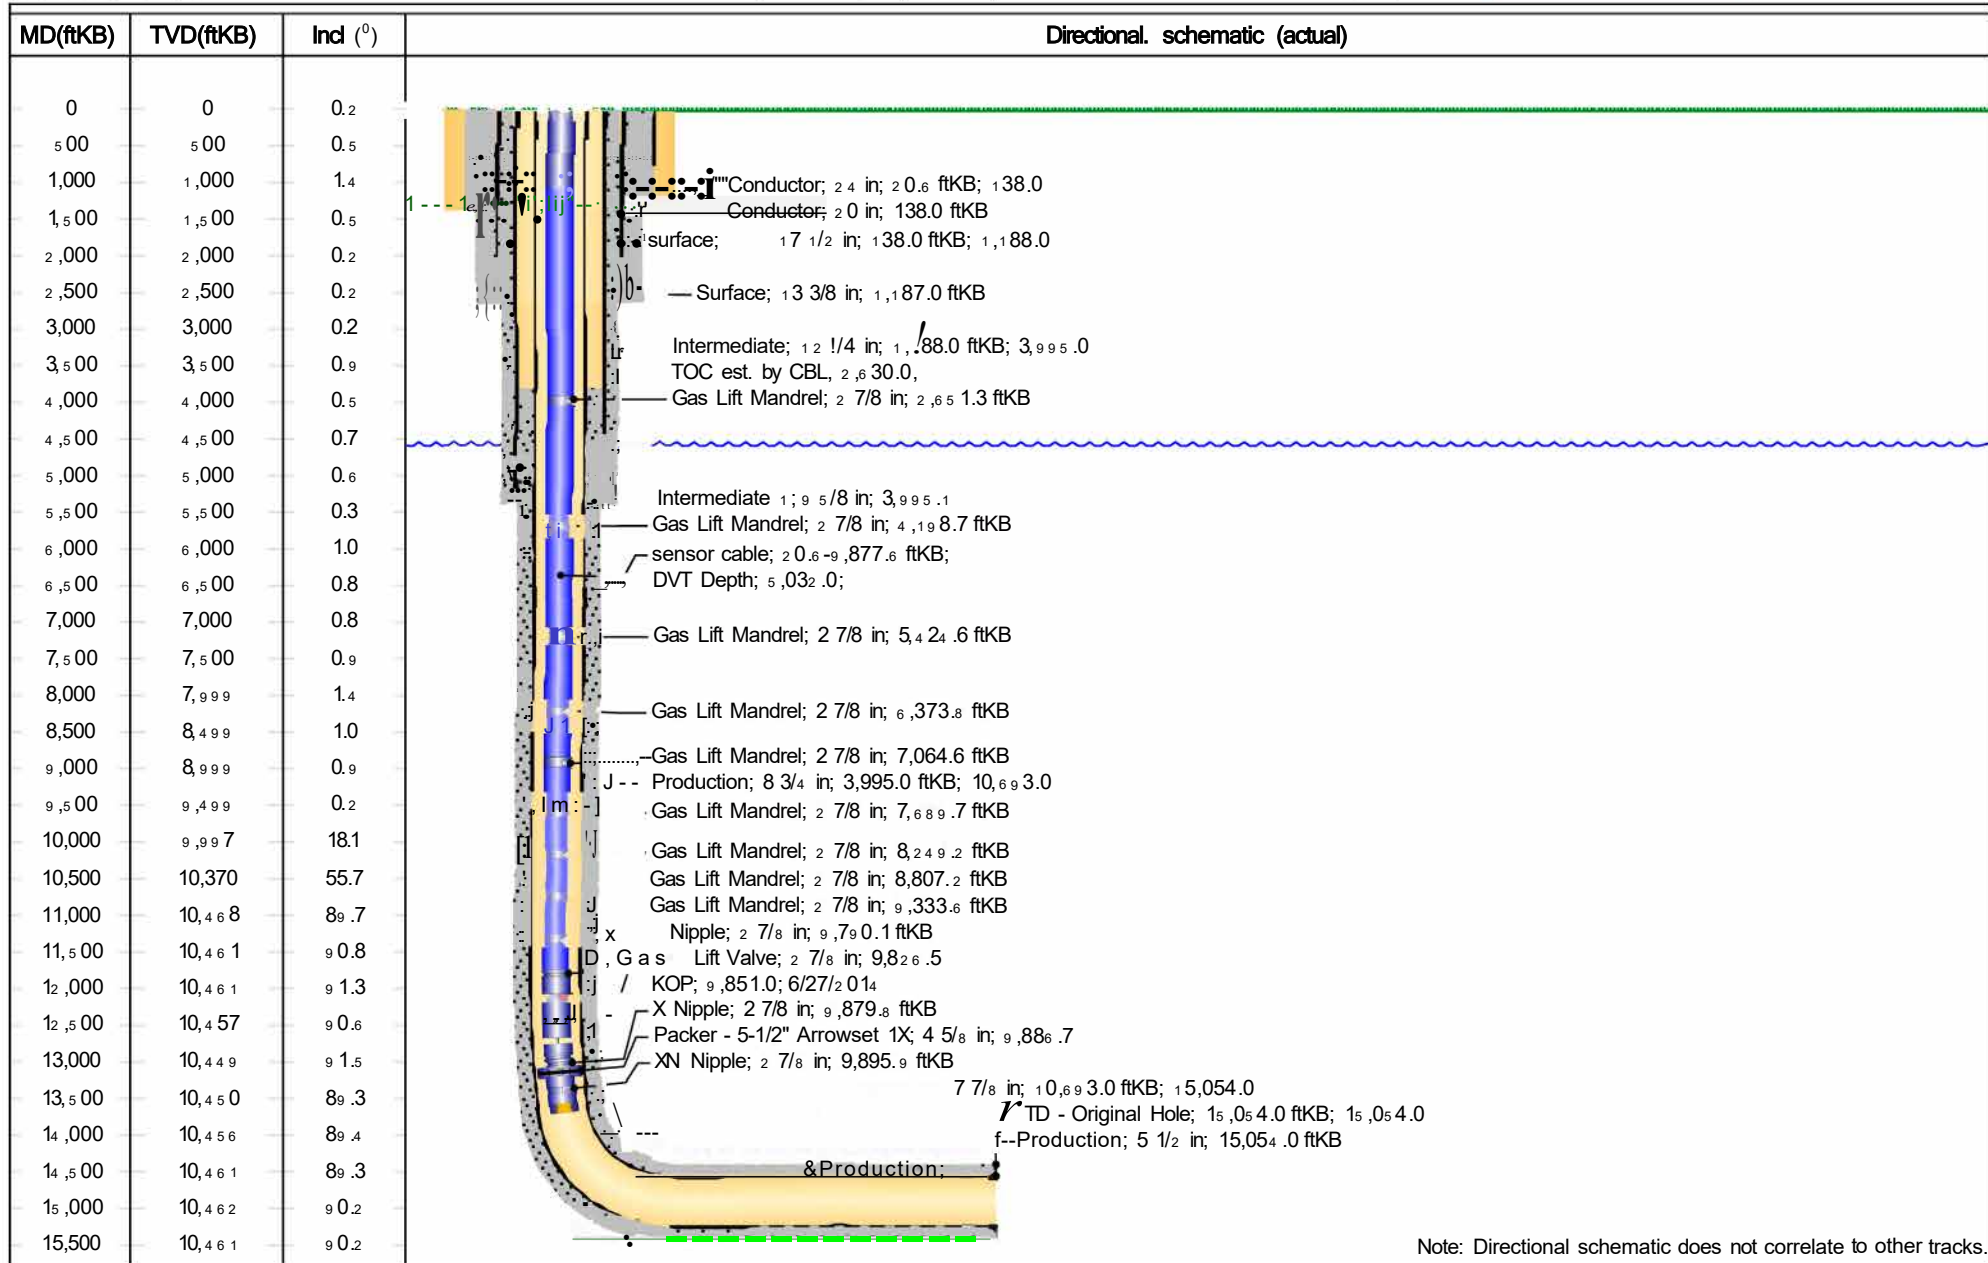 MD(ftKB) TVD(ftKB) Incl (⁰) Directional. schematic (actual)
0 0 0.2
500 500 0.5
1,000 1,000 1.4
1,500 1,500 0.5
2,000 2,000 0.2
2,500 2,500 0.2
3,000 3,000 0.2
3,500 3,500 0.9
4,000 4,000 0.5
4,500 4,500 0.7
5,000 5,000 0.6
5,500 5,500 0.3
6,000 6,000 1.0
6,500 6,500 0.8
7,000 7,000 0.8
7,500 7,500 0.9
8,000 7,999 1.4
8,500 8,499 1.0
9,000 8,999 0.9
9,500 9,499 0.2
10,000 9,997 18.1
10,500 10,370 55.7
11,000 10,468 89.7
11,500 10,461 90.8
12,000 10,461 91.3
12,500 10,457 90.6
13,000 10,449 91.5
13,500 10,450 89.3
14,000 10,456 89.4
14,500 10,461 89.3
15,000 10,462 90.2
15,500 10,461 90.2
Conductor; 24 in; 20.6 ftKB; 138.0
Conductor; 20 in; 138.0 ftKB
surface; 17 1/2 in; 138.0 ftKB; 1,188.0
Surface; 13 3/8 in; 1,187.0 ftKB
Intermediate; 12 !/4 in; 1,!88.0 ftKB; 3,995.0
TOC est. by CBL, 2,630.0,
Gas Lift Mandrel; 2 7/8 in; 2,651.3 ftKB
Intermediate 1; 9 5/8 in; 3,995.1
Gas Lift Mandrel; 2 7/8 in; 4,198.7 ftKB
sensor cable; 20.6-9,877.6 ftKB;
DVT Depth; 5,032.0;
Gas Lift Mandrel; 2 7/8 in; 5,424.6 ftKB
Gas Lift Mandrel; 2 7/8 in; 6,373.8 ftKB
Gas Lift Mandrel; 2 7/8 in; 7,064.6 ftKB
Production; 8 3/4 in; 3,995.0 ftKB; 10,693.0
Gas Lift Mandrel; 2 7/8 in; 7,689.7 ftKB
Gas Lift Mandrel; 2 7/8 in; 8,249.2 ftKB
Gas Lift Mandrel; 2 7/8 in; 8,807.2 ftKB
Gas Lift Mandrel; 2 7/8 in; 9,333.6 ftKB
x Nipple; 2 7/8 in; 9,790.1 ftKB
Gas Lift Valve; 2 7/8 in; 9,826.5
KOP; 9,851.0; 6/27/2014
X Nipple; 2 7/8 in; 9,879.8 ftKB
Packer - 5-1/2" Arrowset 1X; 4 5/8 in; 9,886.7
XN Nipple; 2 7/8 in; 9,895.9 ftKB
7 7/8 in; 10,693.0 ftKB; 15,054.0
TD - Original Hole; 15,054.0 ftKB; 15,054.0
f--Production; 5 1/2 in; 15,054.0 ftKB
&Production;
Note: Directional schematic does not correlate to other tracks.